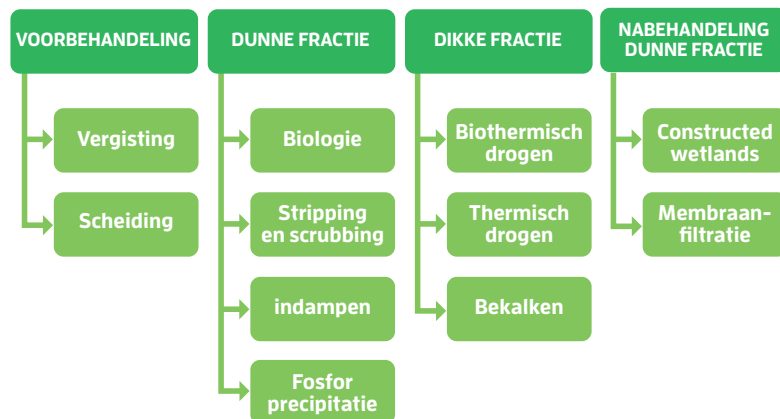 VOORBEHANDELING
Vergisting
Scheiding
DUNNE FRACTIE
Biologie
Stripping
en scrubbing
indampen
Fosfor
precipitatie
DIKKE FRACTIE
Biothermisch
drogen
Thermisch
drogen
Bekalken
NABEHANDELING
DUNNE FRACTIE
Constructed
wetlands
Membraan-
filtratie